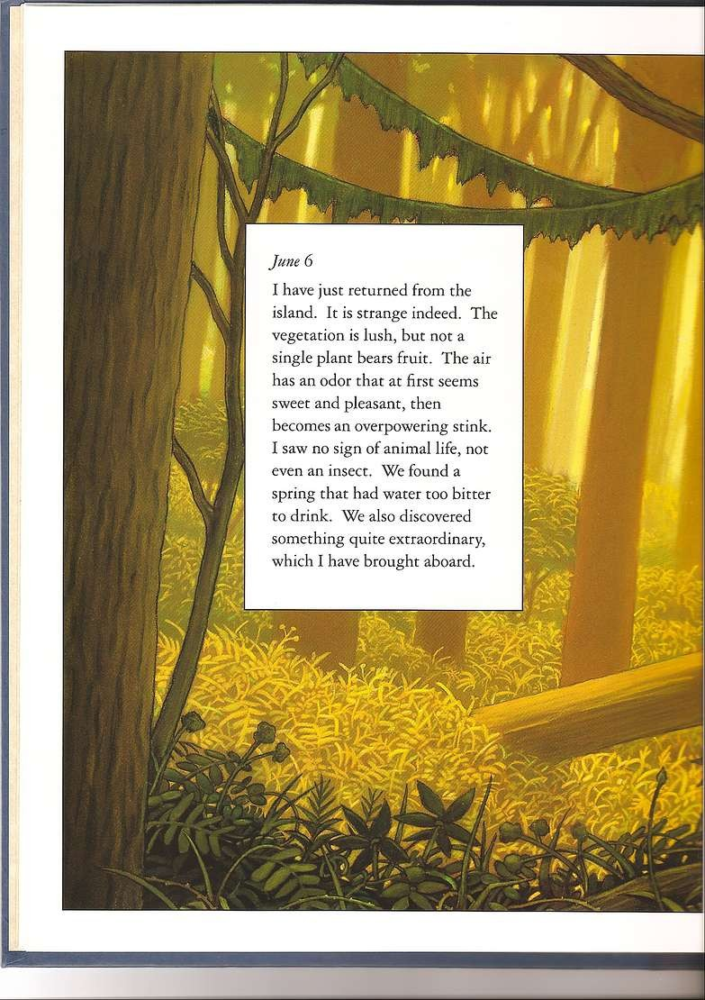 June 6
I have just returned from the
island.  It is strange indeed.  The
vegetation is lush, but not a
single plant bears fruit.  The air
has an odor that at first seems
sweet and pleasant, then
becomes an overpowering stink.
I saw no sign of animal life, not
even an insect.  We found a
spring that had water too bitter
to drink.  We also discovered
something quite extraordinary,
which I have brought aboard.